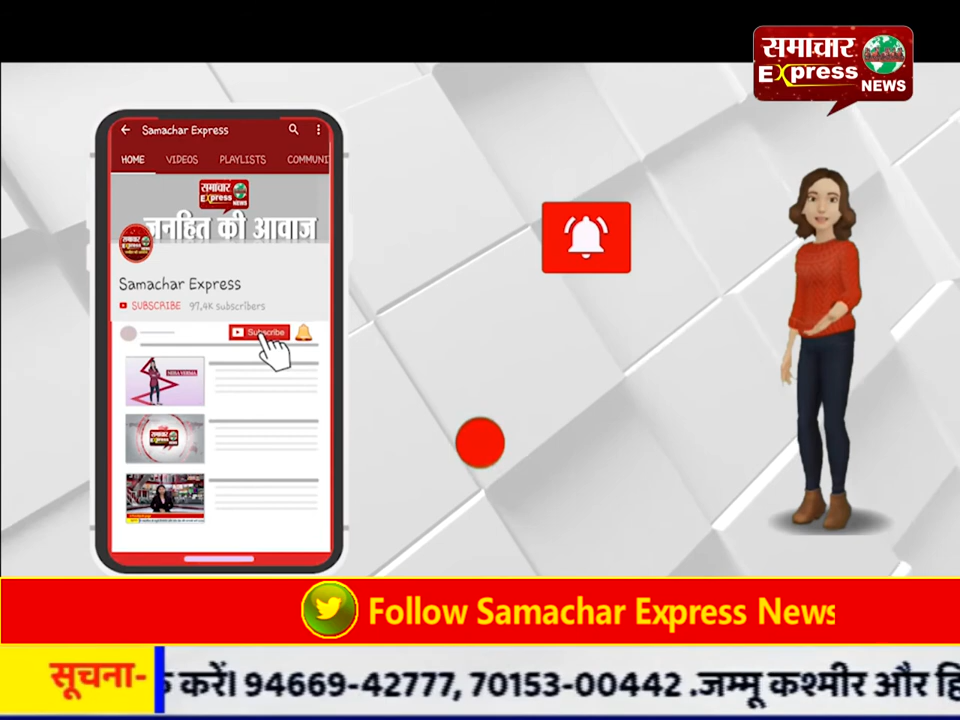 समाचार
Express
NEWS
Samachar Express
HOME VIDEOS PLAYLISTS COMMUNI
समाचार
Express
NEWS
जनहित की आवाज
Samachar Express
SUBSCRIBE 97.4K subscribers
Subscribe
Follow Samachar Express News
सूचना- करें। 94669-42777, 70153-00442 .जम्मू कश्मीर और हि